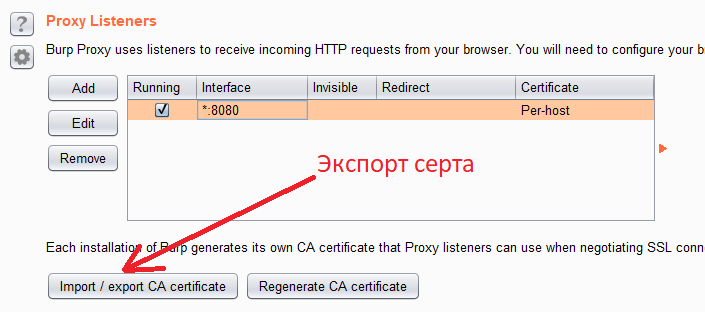 Proxy Listeners
Burp Proxy uses listeners to receive incoming HTTP requests from your browser. You will need to configure your b
Add
Running Interface Invisible Redirect Certificate
*:8080 Per-host
Edit
Remove
Экспорт серта
Each installation of Burp generates its own CA certificate that Proxy listeners can use when negotiating SSL conne
Import / export CA certificate Regenerate CA certificate